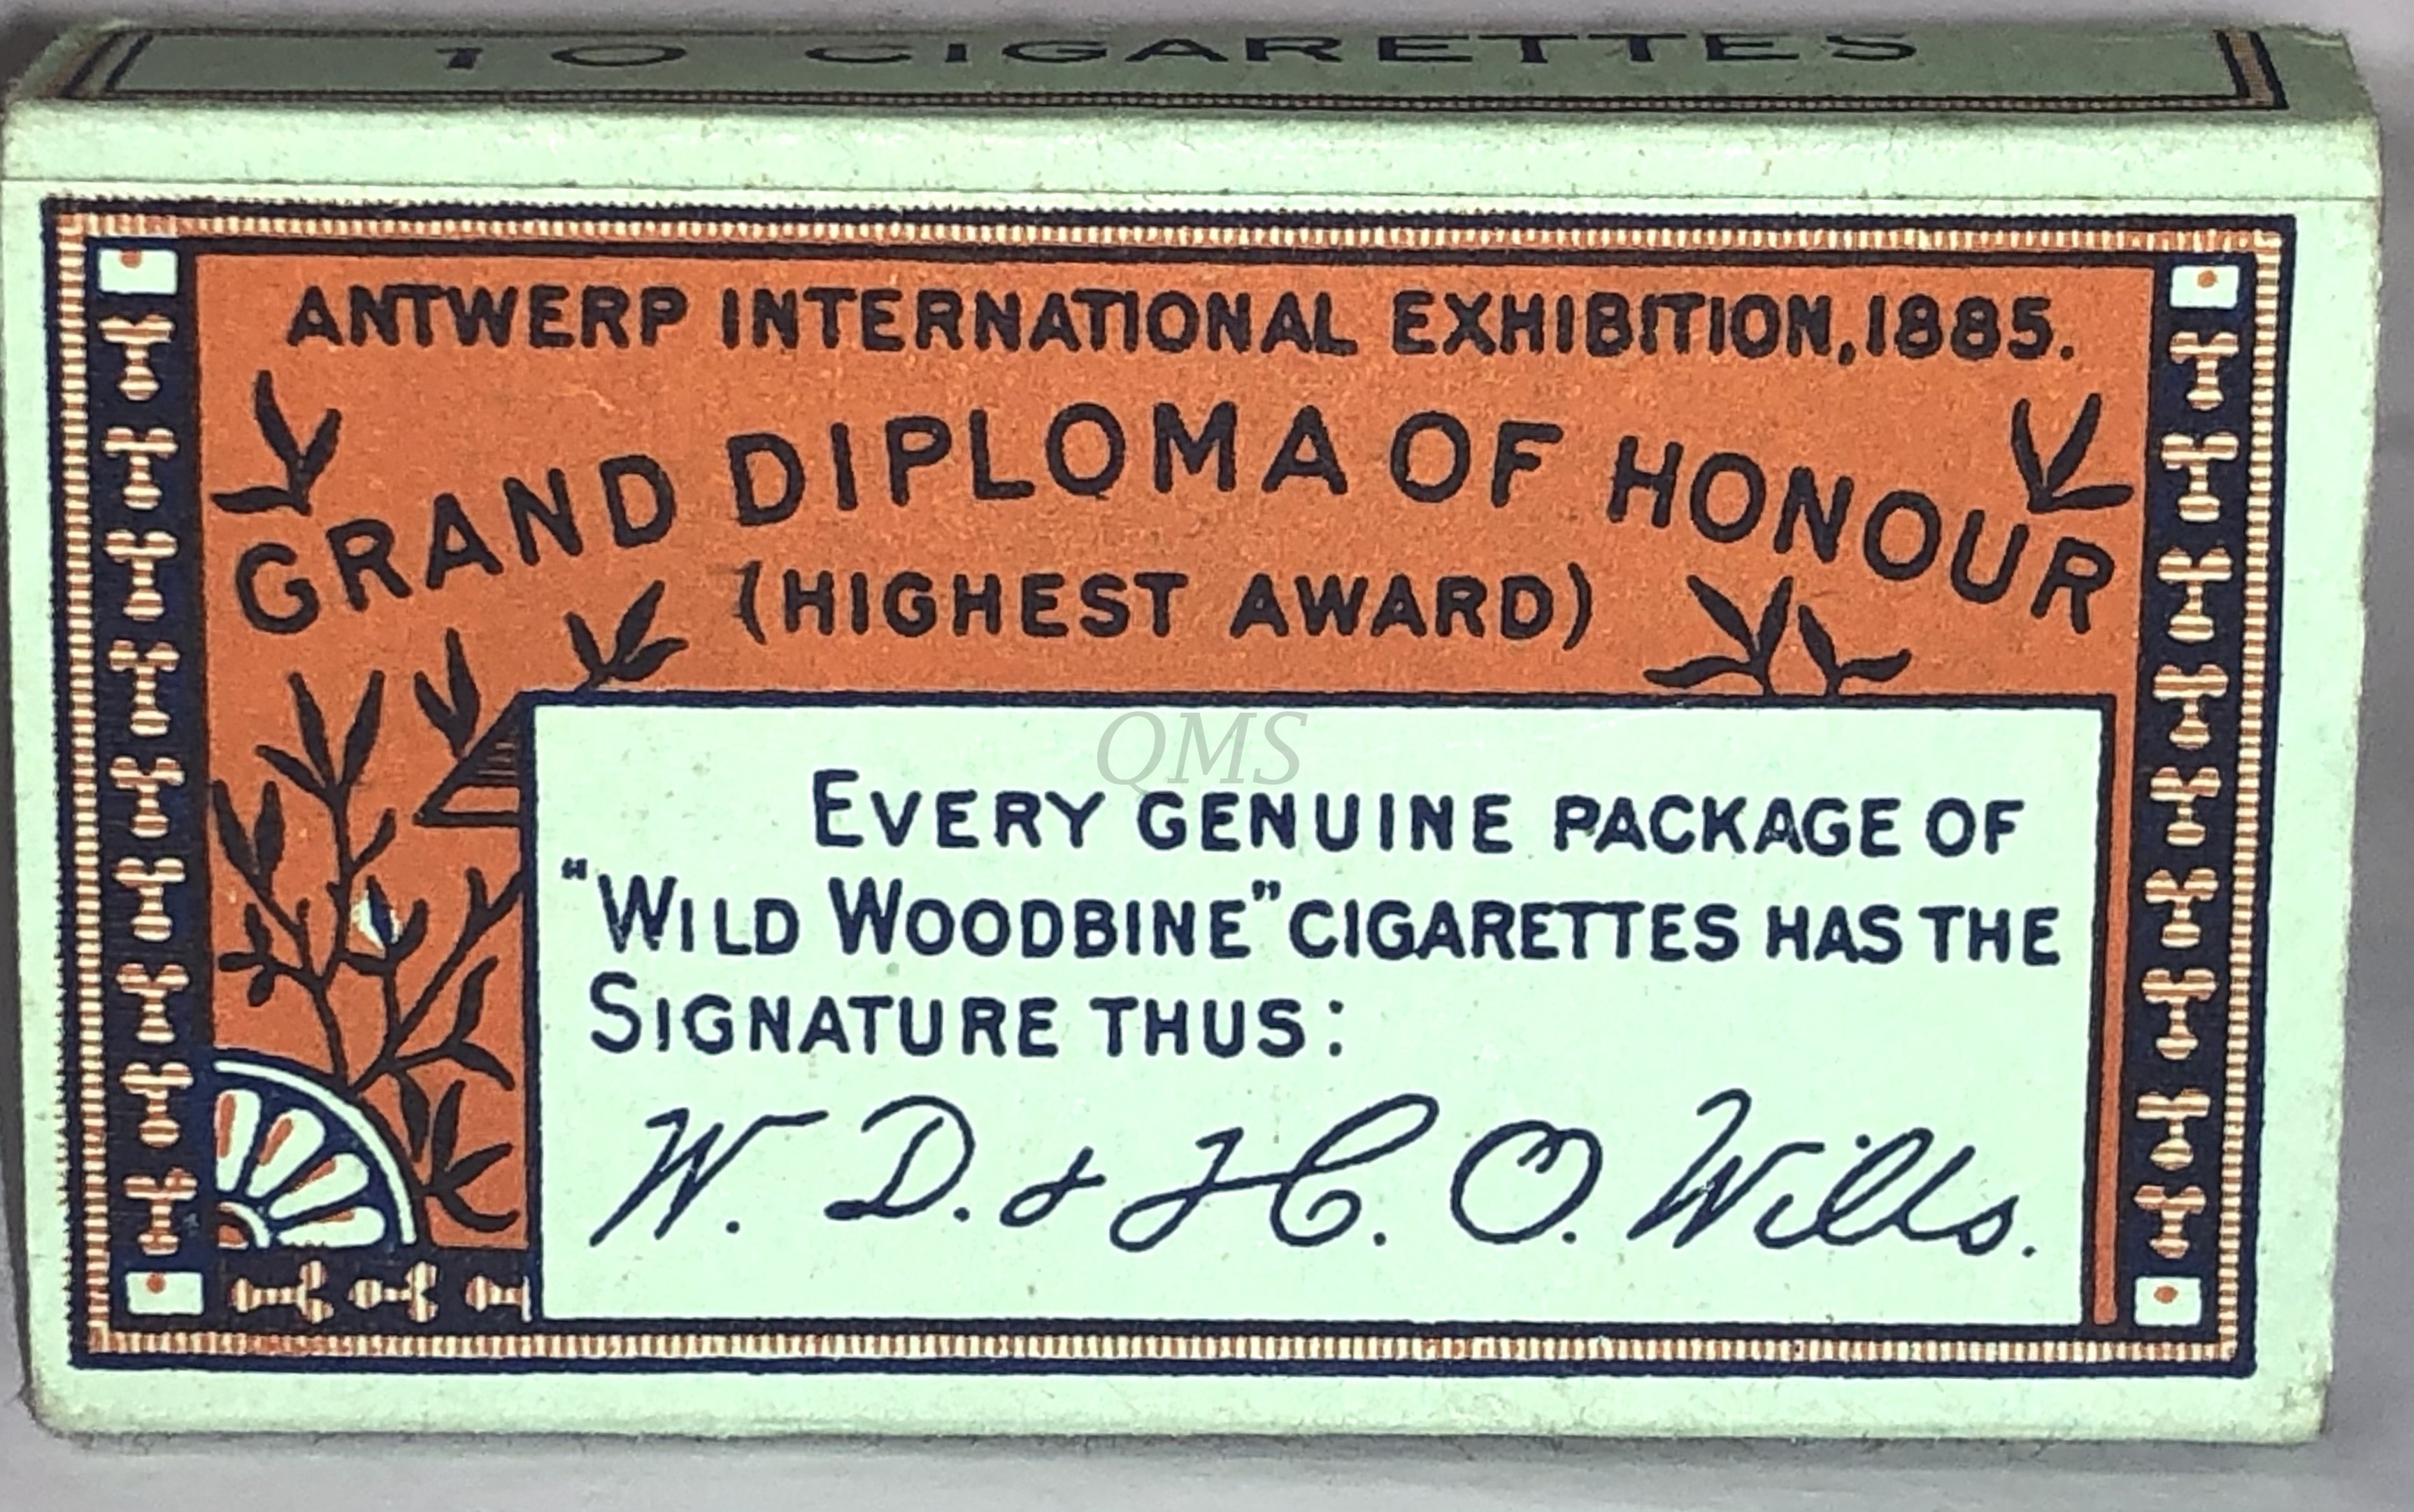 10 CIGARETTES
ANTWERP INTERNATIONAL EXHIBITION, 1885.
GRAND DIPLOMA OF HONOUR
(HIGHEST AWARD)
QMS
EVERY GENUINE PACKAGE OF
"WILD WOODBINE" CIGARETTES HAS THE
SIGNATURE THUS:
W. D. & H. O. Wills.